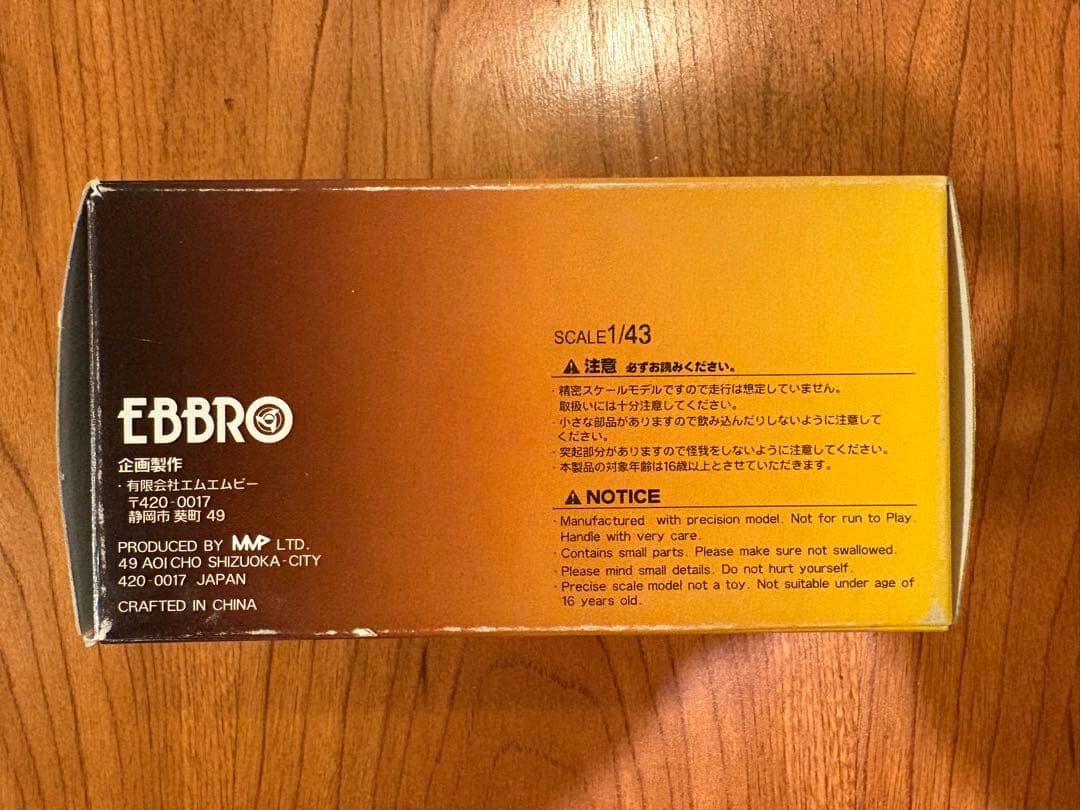 EBBRO
企画製作
・有限会社エムエムピー
〒420-0017
静岡市 葵町 49
PRODUCED BY MMP LTD.
49 AOI CHO SHIZUOKA-CITY
420-0017 JAPAN
CRAFTED IN CHINA
SCALE1/43
⚠注意 必ずお読みください。
・精密スケールモデルですので走行は想定していません。
取扱いには十分注意してください。
・小さな部品がありますので飲み込んだりしないように注意して
ください。
・突起部分がありますので怪我をしないように注意してください。
・本製品の対象年齢は16歳以上とさせていただきます。
⚠NOTICE
・Manufactured with precision model. Not for run to Play.
Handle with very care.
・Contains small parts. Please make sure not swallowed.
・Please mind small details. Do not hurt yourself.
・Precise scale model not a toy. Not suitable under age of
16 years old.